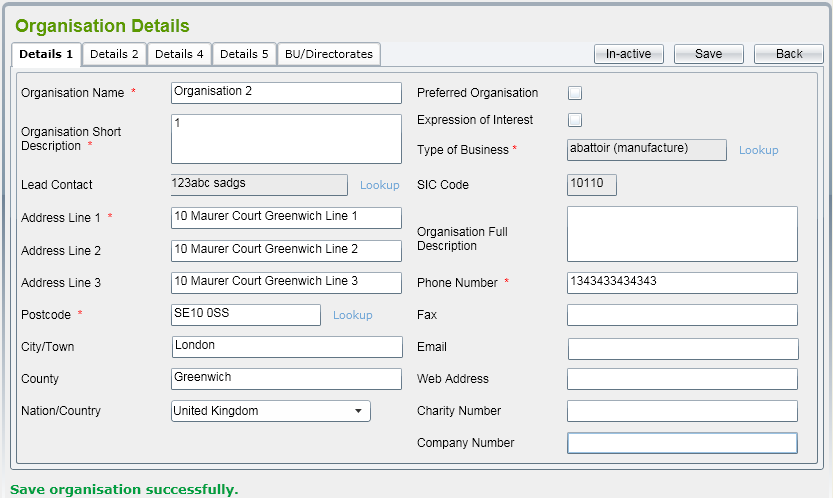 Organisation Details
Details 1 Details 2 Details 4 Details 5 BU/Directorates In-active Save Back
Organisation Name * Organisation 2
Organisation Short
Description * 1
Lead Contact 123abc sadgs Lookup
Address Line 1 * 10 Maurer Court Greenwich Line 1
Address Line 2 10 Maurer Court Greenwich Line 2
Address Line 3 10 Maurer Court Greenwich Line 3
Postcode * SE10 0SS Lookup
City/Town London
County Greenwich
Nation/Country United Kingdom
Preferred Organisation
Expression of Interest
Type of Business * abattoir (manufacture) Lookup
SIC Code 10110
Organisation Full
Description
Phone Number * 1343433434343
Fax
Email
Web Address
Charity Number
Company Number
Save organisation successfully.